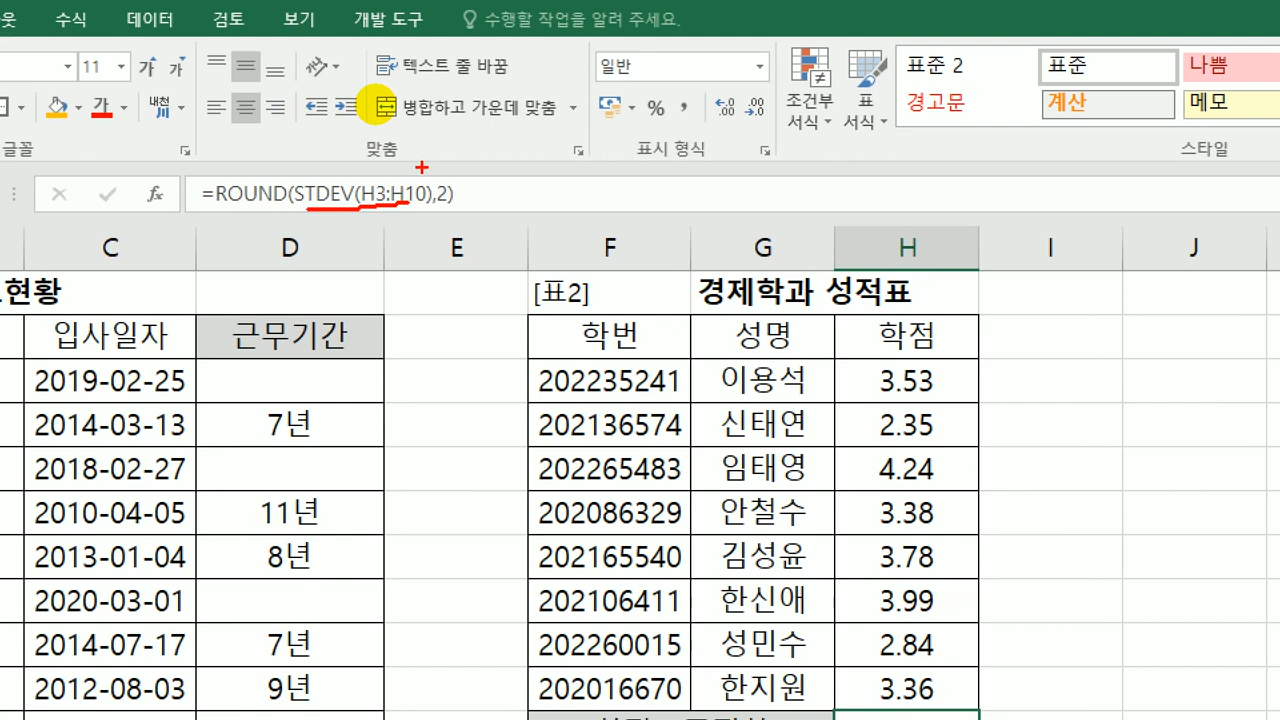 수식 데이터 검토 보기 개발 도구 수행할 작업을 알려 주세요.
11 가 가 텍스트 줄 바꿈 일반 표준 2 표준 나쁨
가 내천 병합하고 가운데 맞춤 % , 조건부 서식 표 서식 경고문 계산 메모
글꼴 맞춤 표시 형식 스타일
fx =ROUND(STDEV(H3:H10),2)
C D E F G H I J
현황 [표2] 경제학과 성적표
입사일자 근무기간 학번 성명 학점
2019-02-25 202235241 이용석 3.53
2014-03-13 7년 202136574 신태연 2.35
2018-02-27 202265483 임태영 4.24
2010-04-05 11년 202086329 안철수 3.38
2013-01-04 8년 202165540 김성윤 3.78
2020-03-01 202106411 한신애 3.99
2014-07-17 7년 202260015 성민수 2.84
2012-08-03 9년 202016670 한지원 3.36